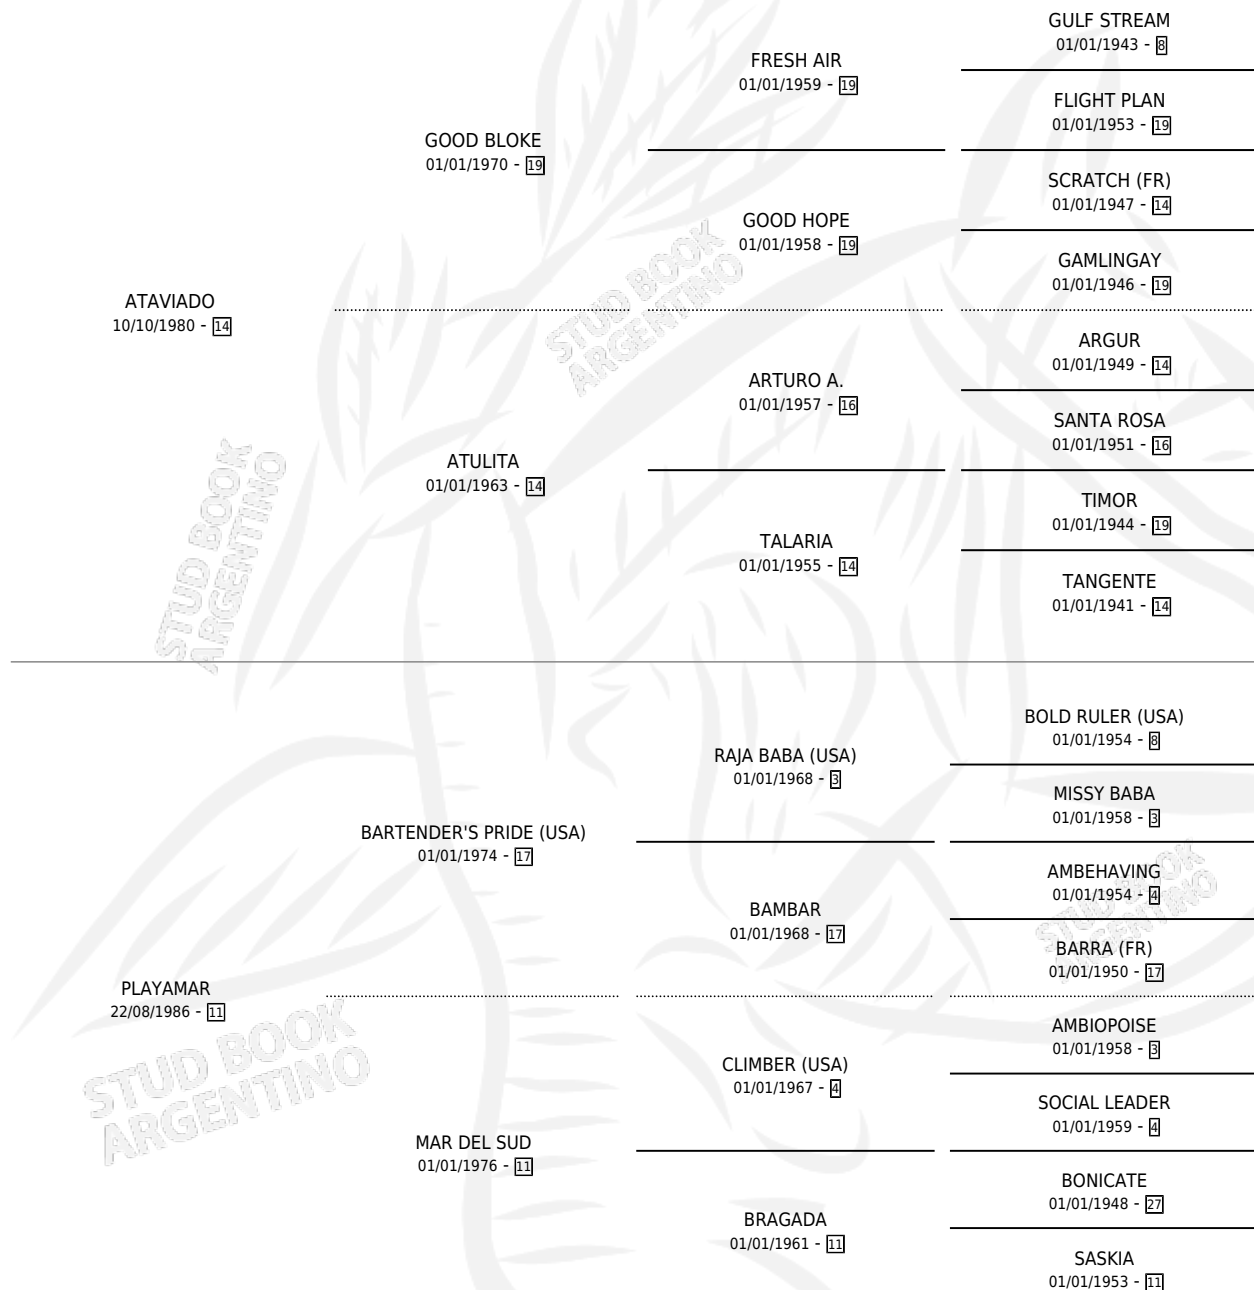 GULF STREAM
01/01/1943 - 8
FRESH AIR
01/01/1959 - 19
FLIGHT PLAN
01/01/1953 - 19
GOOD BLOKE
01/01/1970 - 19
SCRATCH (FR)
01/01/1947 - 14
GOOD HOPE
01/01/1958 - 19
GAMLINGAY
01/01/1946 - 19
ATAVIADO
10/10/1980 - 14
ARGUR
01/01/1949 - 14
ARTURO A.
01/01/1957 - 16
SANTA ROSA
01/01/1951 - 16
ATULITA
01/01/1963 - 14
TIMOR
01/01/1944 - 19
TALARIA
01/01/1955 - 14
TANGENTE
01/01/1941 - 14
STUD BOOK
ARGENTINO
STUD BOOK
ARGENTINO
BOLD RULER (USA)
01/01/1954 - 8
RAJA BABA (USA)
01/01/1968 - 3
MISSY BABA
01/01/1958 - 3
BARTENDER'S PRIDE (USA)
01/01/1974 - 17
AMBEHAVING
01/01/1954 - 4
BAMBAR
01/01/1968 - 17
BARRA (FR)
01/01/1950 - 17
PLAYAMAR
22/08/1986 - 11
AMBIOPOISE
01/01/1958 - 3
CLIMBER (USA)
01/01/1967 - 4
SOCIAL LEADER
01/01/1959 - 4
MAR DEL SUD
01/01/1976 - 11
BONICATE
01/01/1948 - 27
BRAGADA
01/01/1961 - 11
SASKIA
01/01/1953 - 11
STUD BOOK
ARGENTINO
STUD BOOK
ARGENTINO